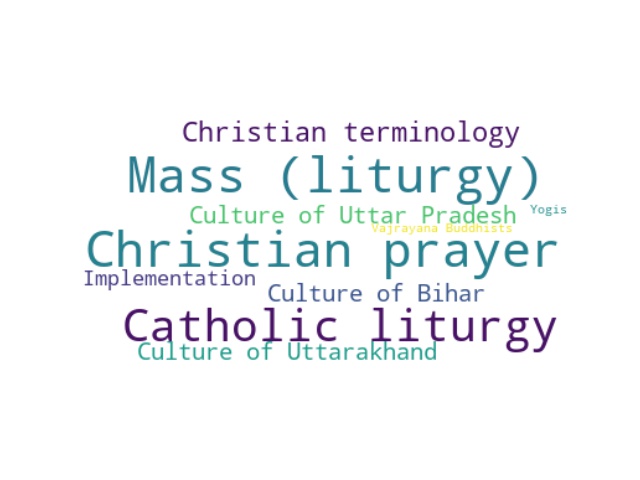 Christian terminology
Mass (liturgy)
Culture of Uttar Pradesh
Yogis
Vajrayana Buddhists
Christian prayer
Implementation
Culture of Bihar
Catholic liturgy
Culture of Uttarakhand